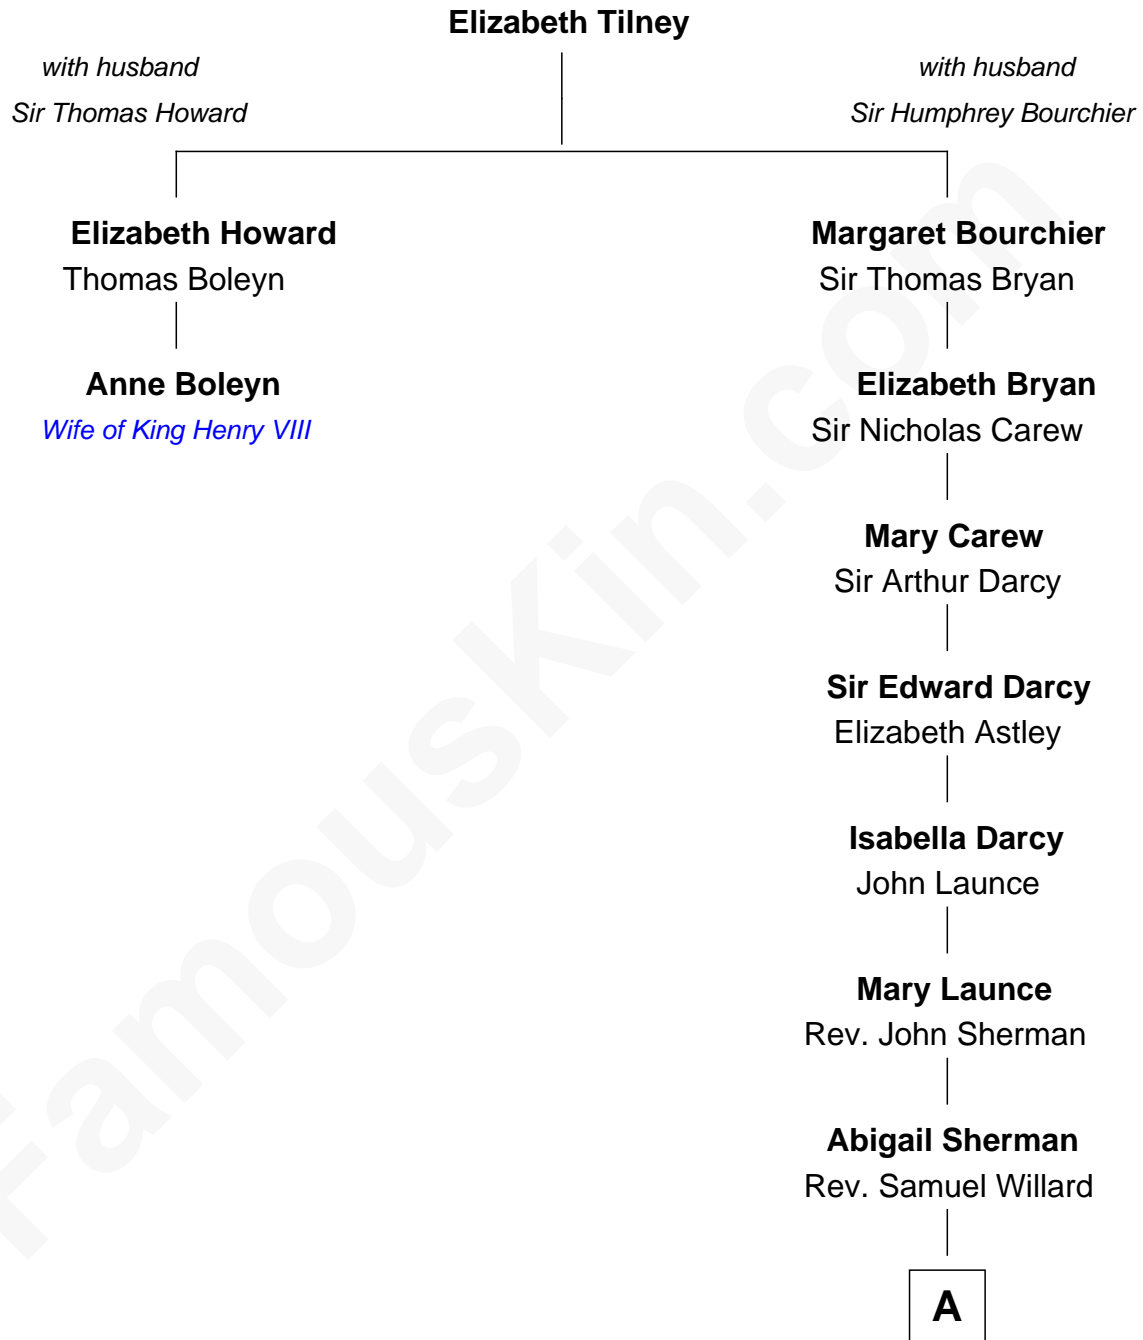 Elizabeth Tilney
with husband
Sir Thomas Howard
with husband
Sir Humphrey Bourchier
Elizabeth Howard
Thomas Boleyn
Anne Boleyn
Wife of King Henry VIII
Margaret Bourchier
Sir Thomas Bryan
Elizabeth Bryan
Sir Nicholas Carew
Mary Carew
Sir Arthur Darcy
Sir Edward Darcy
Elizabeth Astley
Isabella Darcy
John Launce
Mary Launce
Rev. John Sherman
Abigail Sherman
Rev. Samuel Willard
A
FamousKin.com